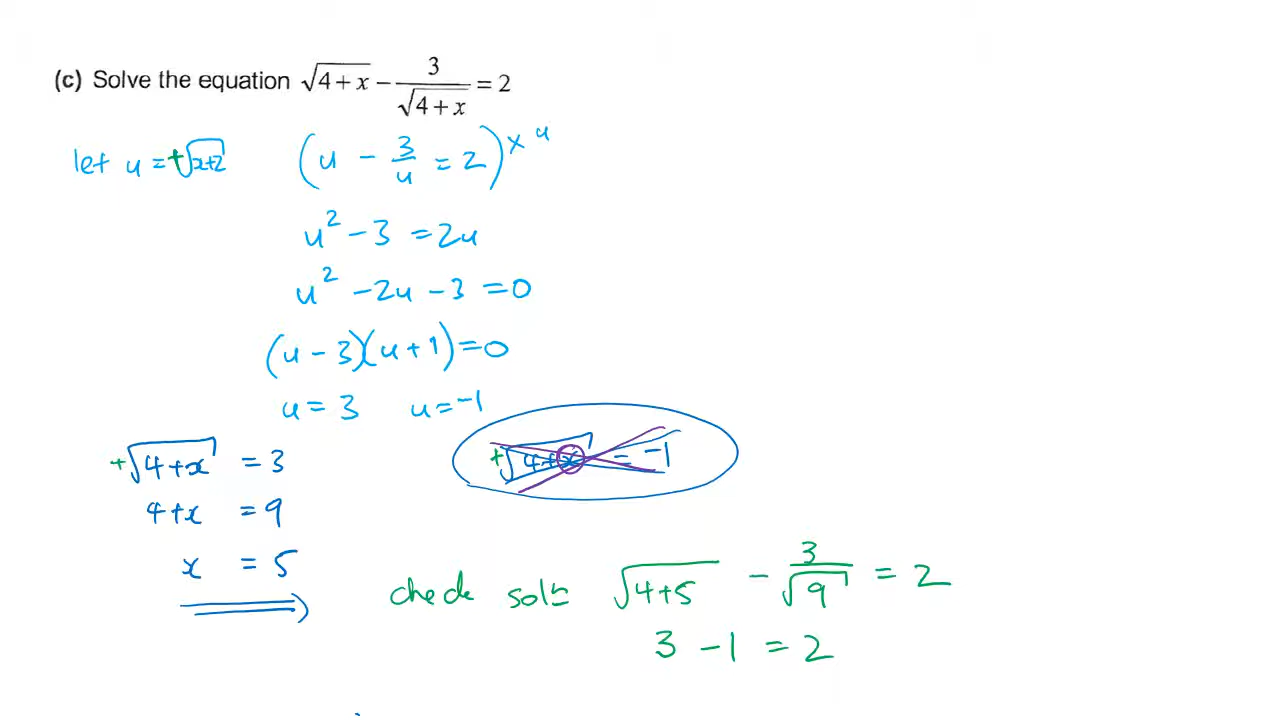 (c) Solve the equation √(4 + x) − 3/√(4 + x) = 2
let u = +√(x+2) (u − 3/u = 2) × u
u² − 3 = 2u
u² − 2u − 3 = 0
(u − 3)(u + 1) = 0
u = 3 u = −1
+√(4+x) = 3 +√(4+x) = −1
4+x = 9
x = 5
check solⁿ √(4+5) − 3/√9 = 2
3 − 1 = 2